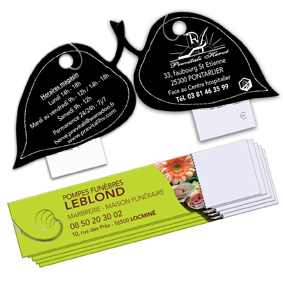 Horaires magasin
Lundi 14h - 18h
Mardi au vendredi 9h - 12h / 14h - 18h
Samedi 9h - 12h
Permanence 24/24h - 7j/7
33, Faubourg St Etienne
25300 PONTARLIER
Face au Centre hospitalier
Tél. 03 81 46 35 99
€
POMPES FUNÈBRES
LEBLOND
MARBRERIE - MAISON FUNÉRAIRE
08 50 20 30 02
10, rue des Prés - 56500 LOCMINÉ